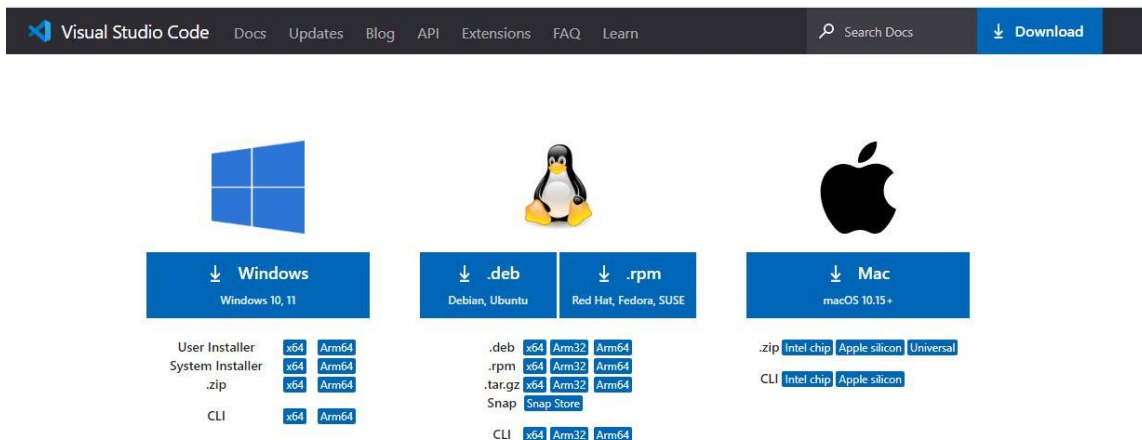 Visual Studio Code Docs Updates Blog API Extensions FAQ Learn Search Docs Download
Windows
Windows 10, 11
User Installer x64 Arm64
System Installer x64 Arm64
.zip x64 Arm64
CLI x64 Arm64
.deb
Debian, Ubuntu
.rpm
Red Hat, Fedora, SUSE
.deb x64 Arm32 Arm64
.rpm x64 Arm32 Arm64
.tar.gz x64 Arm32 Arm64
Snap Snap Store
CLI x64 Arm32 Arm64
Mac
macOS 10.15+
.zip Intel chip Apple silicon Universal
CLI Intel chip Apple silicon